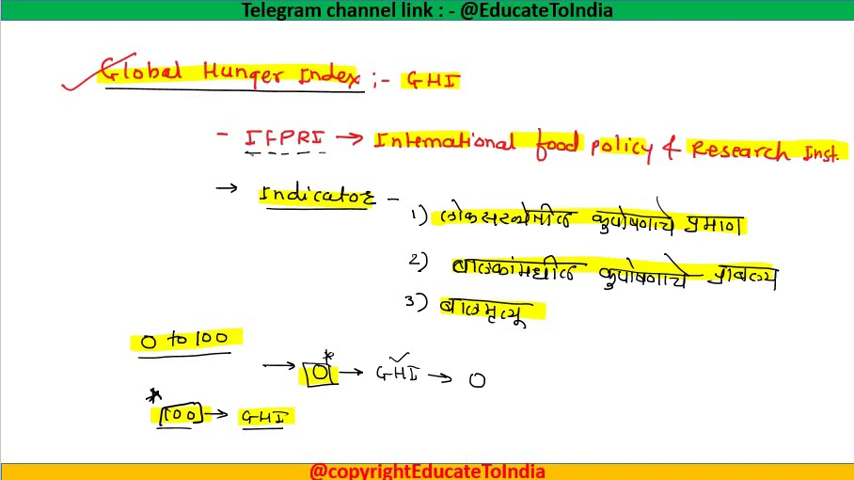 Telegram channel link : - @EducateToIndia
Global Hunger Index :- GHI
- IFPRI → International food policy & Research Inst.
→ Indicator -
1) लोकसंख्येतील कुपोषणाचे प्रमाण
2) बालकांमधील कुपोषणाचे प्राबल्य
3) बालमृत्यू
0 to 100
→ 0* → GHI → 0
* 100 → GHI
@copyrightEducateToIndia